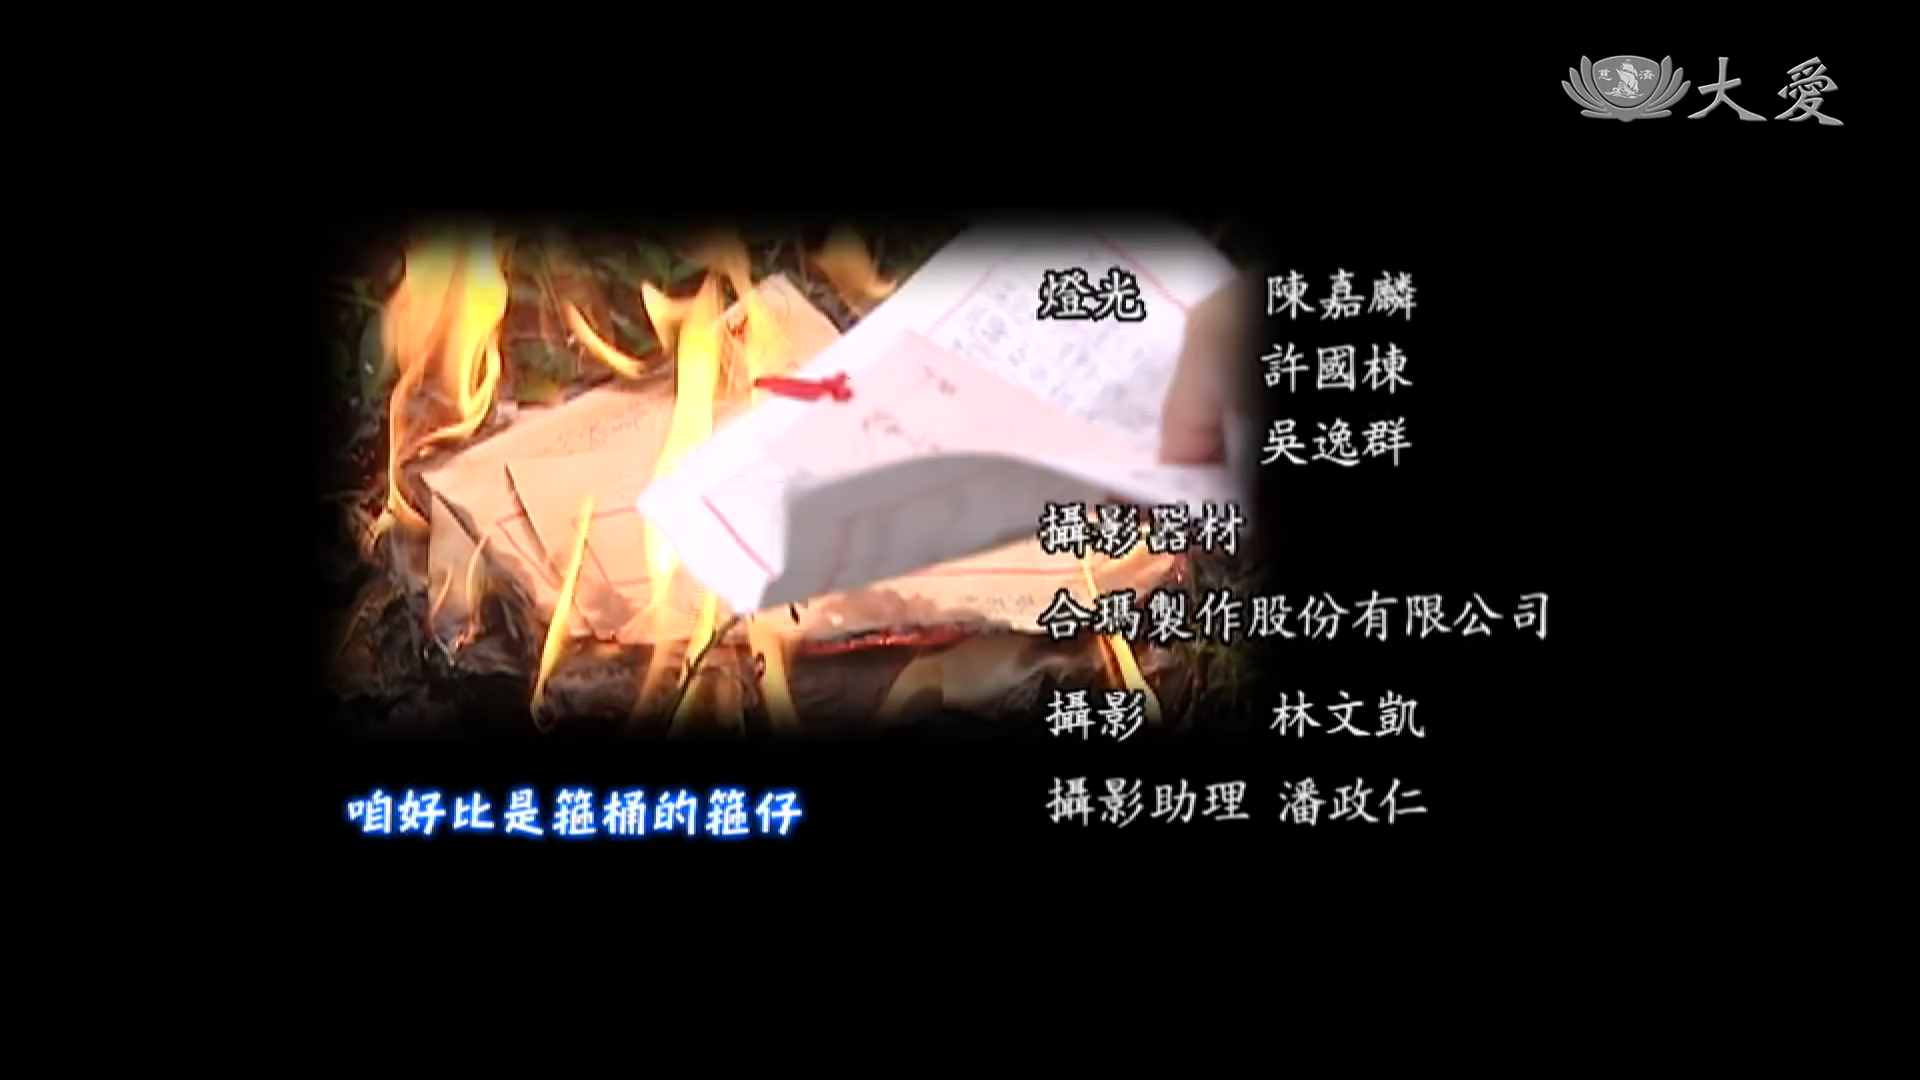 慈濟
大愛
燈光 陳嘉麟
許國棟
吳逸群
攝影器材
合瑪製作股份有限公司
攝影 林文凱
攝影助理 潘政仁
咱好比是箍桶的箍仔